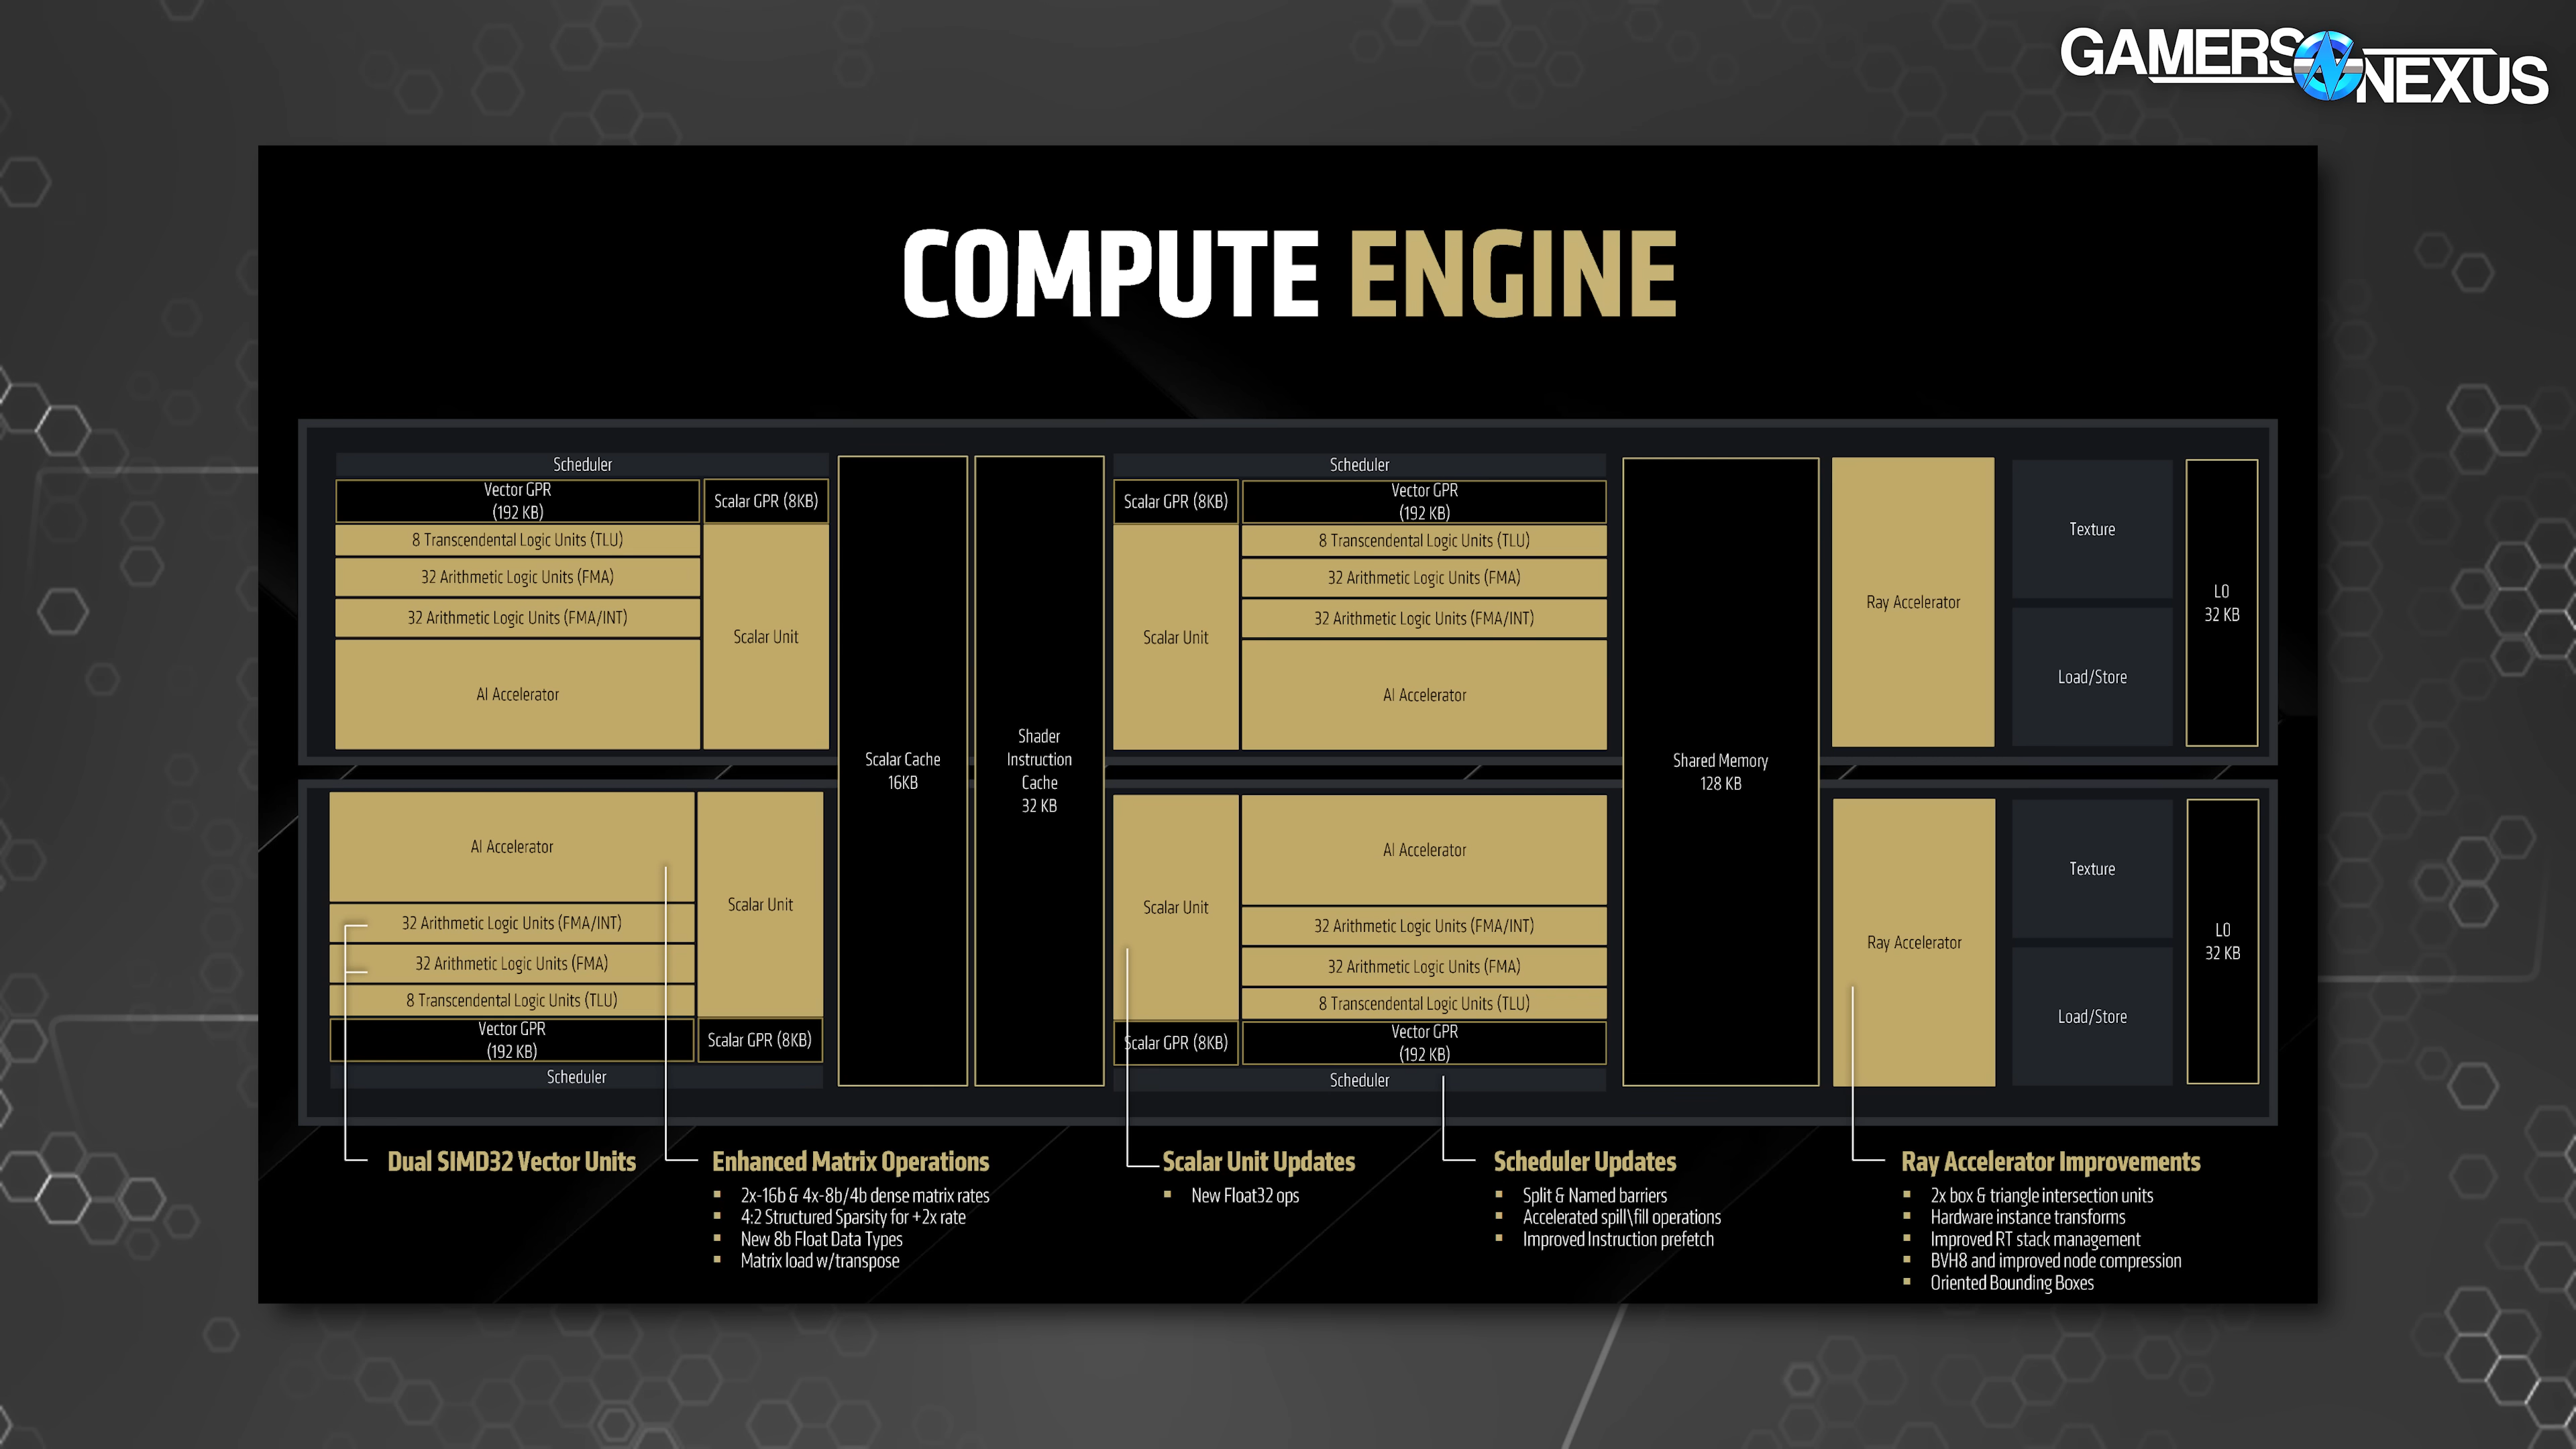 GAMERS NEXUS
COMPUTE ENGINE
Scheduler
Vector GPR
(192 KB)
Scalar GPR (8KB)
8 Transcendental Logic Units (TLU)
32 Arithmetic Logic Units (FMA)
32 Arithmetic Logic Units (FMA/INT)
Scalar Unit
AI Accelerator
AI Accelerator
Scalar Unit
32 Arithmetic Logic Units (FMA/INT)
32 Arithmetic Logic Units (FMA)
8 Transcendental Logic Units (TLU)
Vector GPR
(192 KB)
Scalar GPR (8KB)
Scheduler
Scalar Cache
16KB
Shader
Instruction
Cache
32 KB
Scheduler
Scalar GPR (8KB)
Vector GPR
(192 KB)
8 Transcendental Logic Units (TLU)
32 Arithmetic Logic Units (FMA)
32 Arithmetic Logic Units (FMA/INT)
Scalar Unit
AI Accelerator
AI Accelerator
Scalar Unit
32 Arithmetic Logic Units (FMA/INT)
32 Arithmetic Logic Units (FMA)
8 Transcendental Logic Units (TLU)
Scalar GPR (8KB)
Vector GPR
(192 KB)
Scheduler
Shared Memory
128 KB
Ray Accelerator
Texture
Load/Store
L0
32 KB
Ray Accelerator
Texture
Load/Store
L0
32 KB
Dual SIMD32 Vector Units
Enhanced Matrix Operations
2x-16b & 4x-8b/4b dense matrix rates
4:2 Structured Sparsity for +2x rate
New 8b Float Data Types
Matrix load w/transpose
Scalar Unit Updates
New Float32 ops
Scheduler Updates
Split & Named barriers
Accelerated spill\fill operations
Improved Instruction prefetch
Ray Accelerator Improvements
2x box & triangle intersection units
Hardware instance transforms
Improved RT stack management
BVH8 and improved node compression
Oriented Bounding Boxes